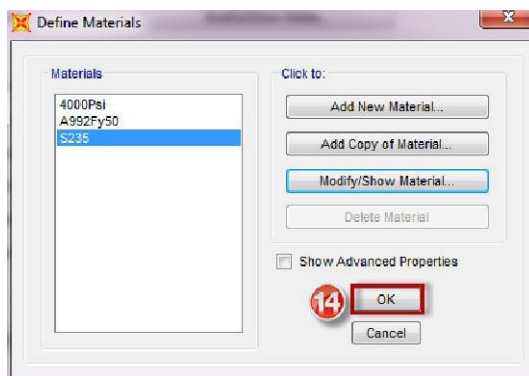 Define Materials
Materials
4000Psi
A992Fy50
S235
Click to:
Add New Material...
Add Copy of Material...
Modify/Show Material...
Delete Material
Show Advanced Properties
14
OK
Cancel